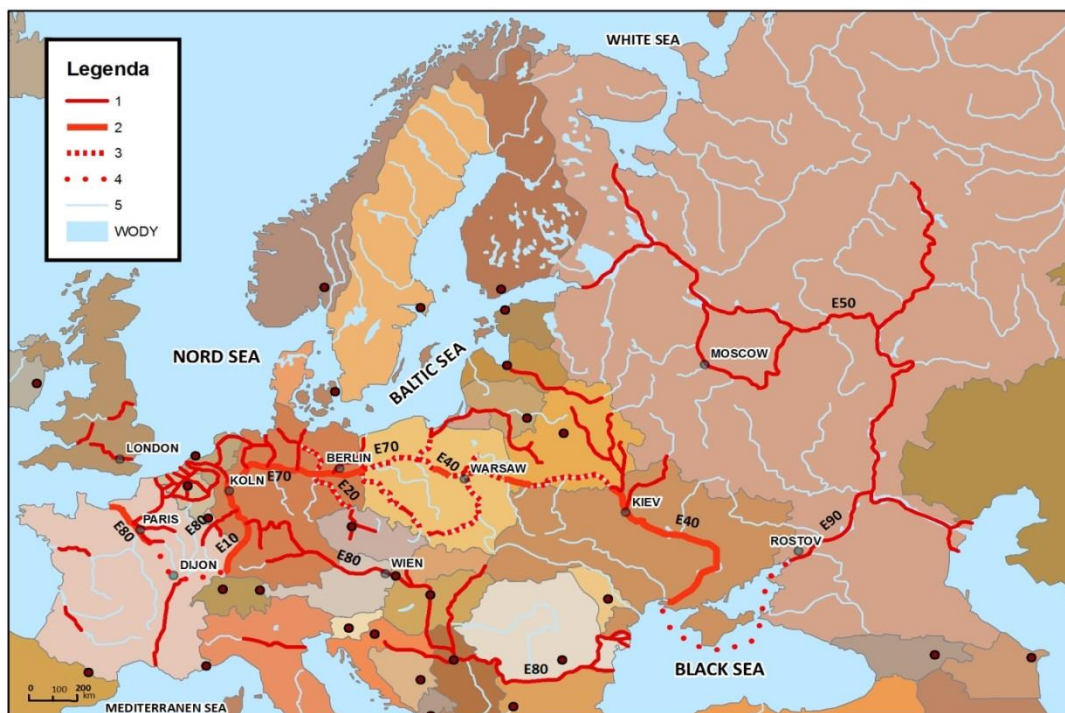 Legenda
1
2
3
4
5
WODY
WHITE SEA
NORD SEA
BALTIC SEA
E50
MOSCOW
LONDON
BERLIN
E70
E40
WARSAW
KOLN
E70
E20
PARIS
E80
E80
E10
KIEV
E40
E90
ROSTOV
DIJON
E80
WIEN
E80
BLACK SEA
0 100 200
km
MEDITERRANEN SEA